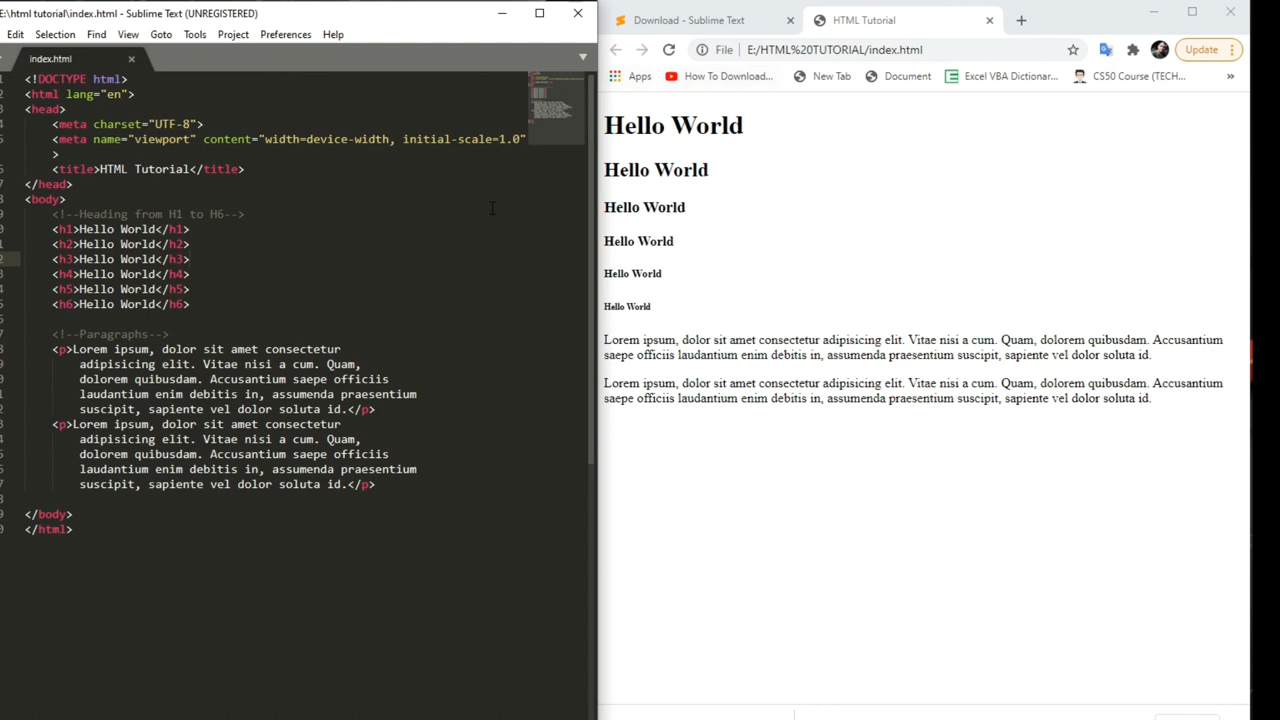 E:\html tutorial\index.html - Sublime Text (UNREGISTERED)
Edit Selection Find View Goto Tools Project Preferences Help
index.html
<!DOCTYPE html>
<html lang="en">
<head>
<meta charset="UTF-8">
<meta name="viewport" content="width=device-width, initial-scale=1.0"
>
<title>HTML Tutorial</title>
</head>
<body>
<!--Heading from H1 to H6-->
<h1>Hello World</h1>
<h2>Hello World</h2>
<h3>Hello World</h3>
<h4>Hello World</h4>
<h5>Hello World</h5>
<h6>Hello World</h6>
<!--Paragraphs-->
<p>Lorem ipsum, dolor sit amet consectetur
adipisicing elit. Vitae nisi a cum. Quam,
dolorem quibusdam. Accusantium saepe officiis
laudantium enim debitis in, assumenda praesentium
suscipit, sapiente vel dolor soluta id.</p>
<p>Lorem ipsum, dolor sit amet consectetur
adipisicing elit. Vitae nisi a cum. Quam,
dolorem quibusdam. Accusantium saepe officiis
laudantium enim debitis in, assumenda praesentium
suscipit, sapiente vel dolor soluta id.</p>
</body>
</html>
Download - Sublime Text
HTML Tutorial
File E:/HTML%20TUTORIAL/index.html
Update
Apps How To Download... New Tab Document Excel VBA Dictionar... CS50 Course (TECH... »
Hello World
Hello World
Hello World
Hello World
Hello World
Hello World
Lorem ipsum, dolor sit amet consectetur adipisicing elit. Vitae nisi a cum. Quam, dolorem quibusdam. Accusantium
saepe officiis laudantium enim debitis in, assumenda praesentium suscipit, sapiente vel dolor soluta id.
Lorem ipsum, dolor sit amet consectetur adipisicing elit. Vitae nisi a cum. Quam, dolorem quibusdam. Accusantium
saepe officiis laudantium enim debitis in, assumenda praesentium suscipit, sapiente vel dolor soluta id.